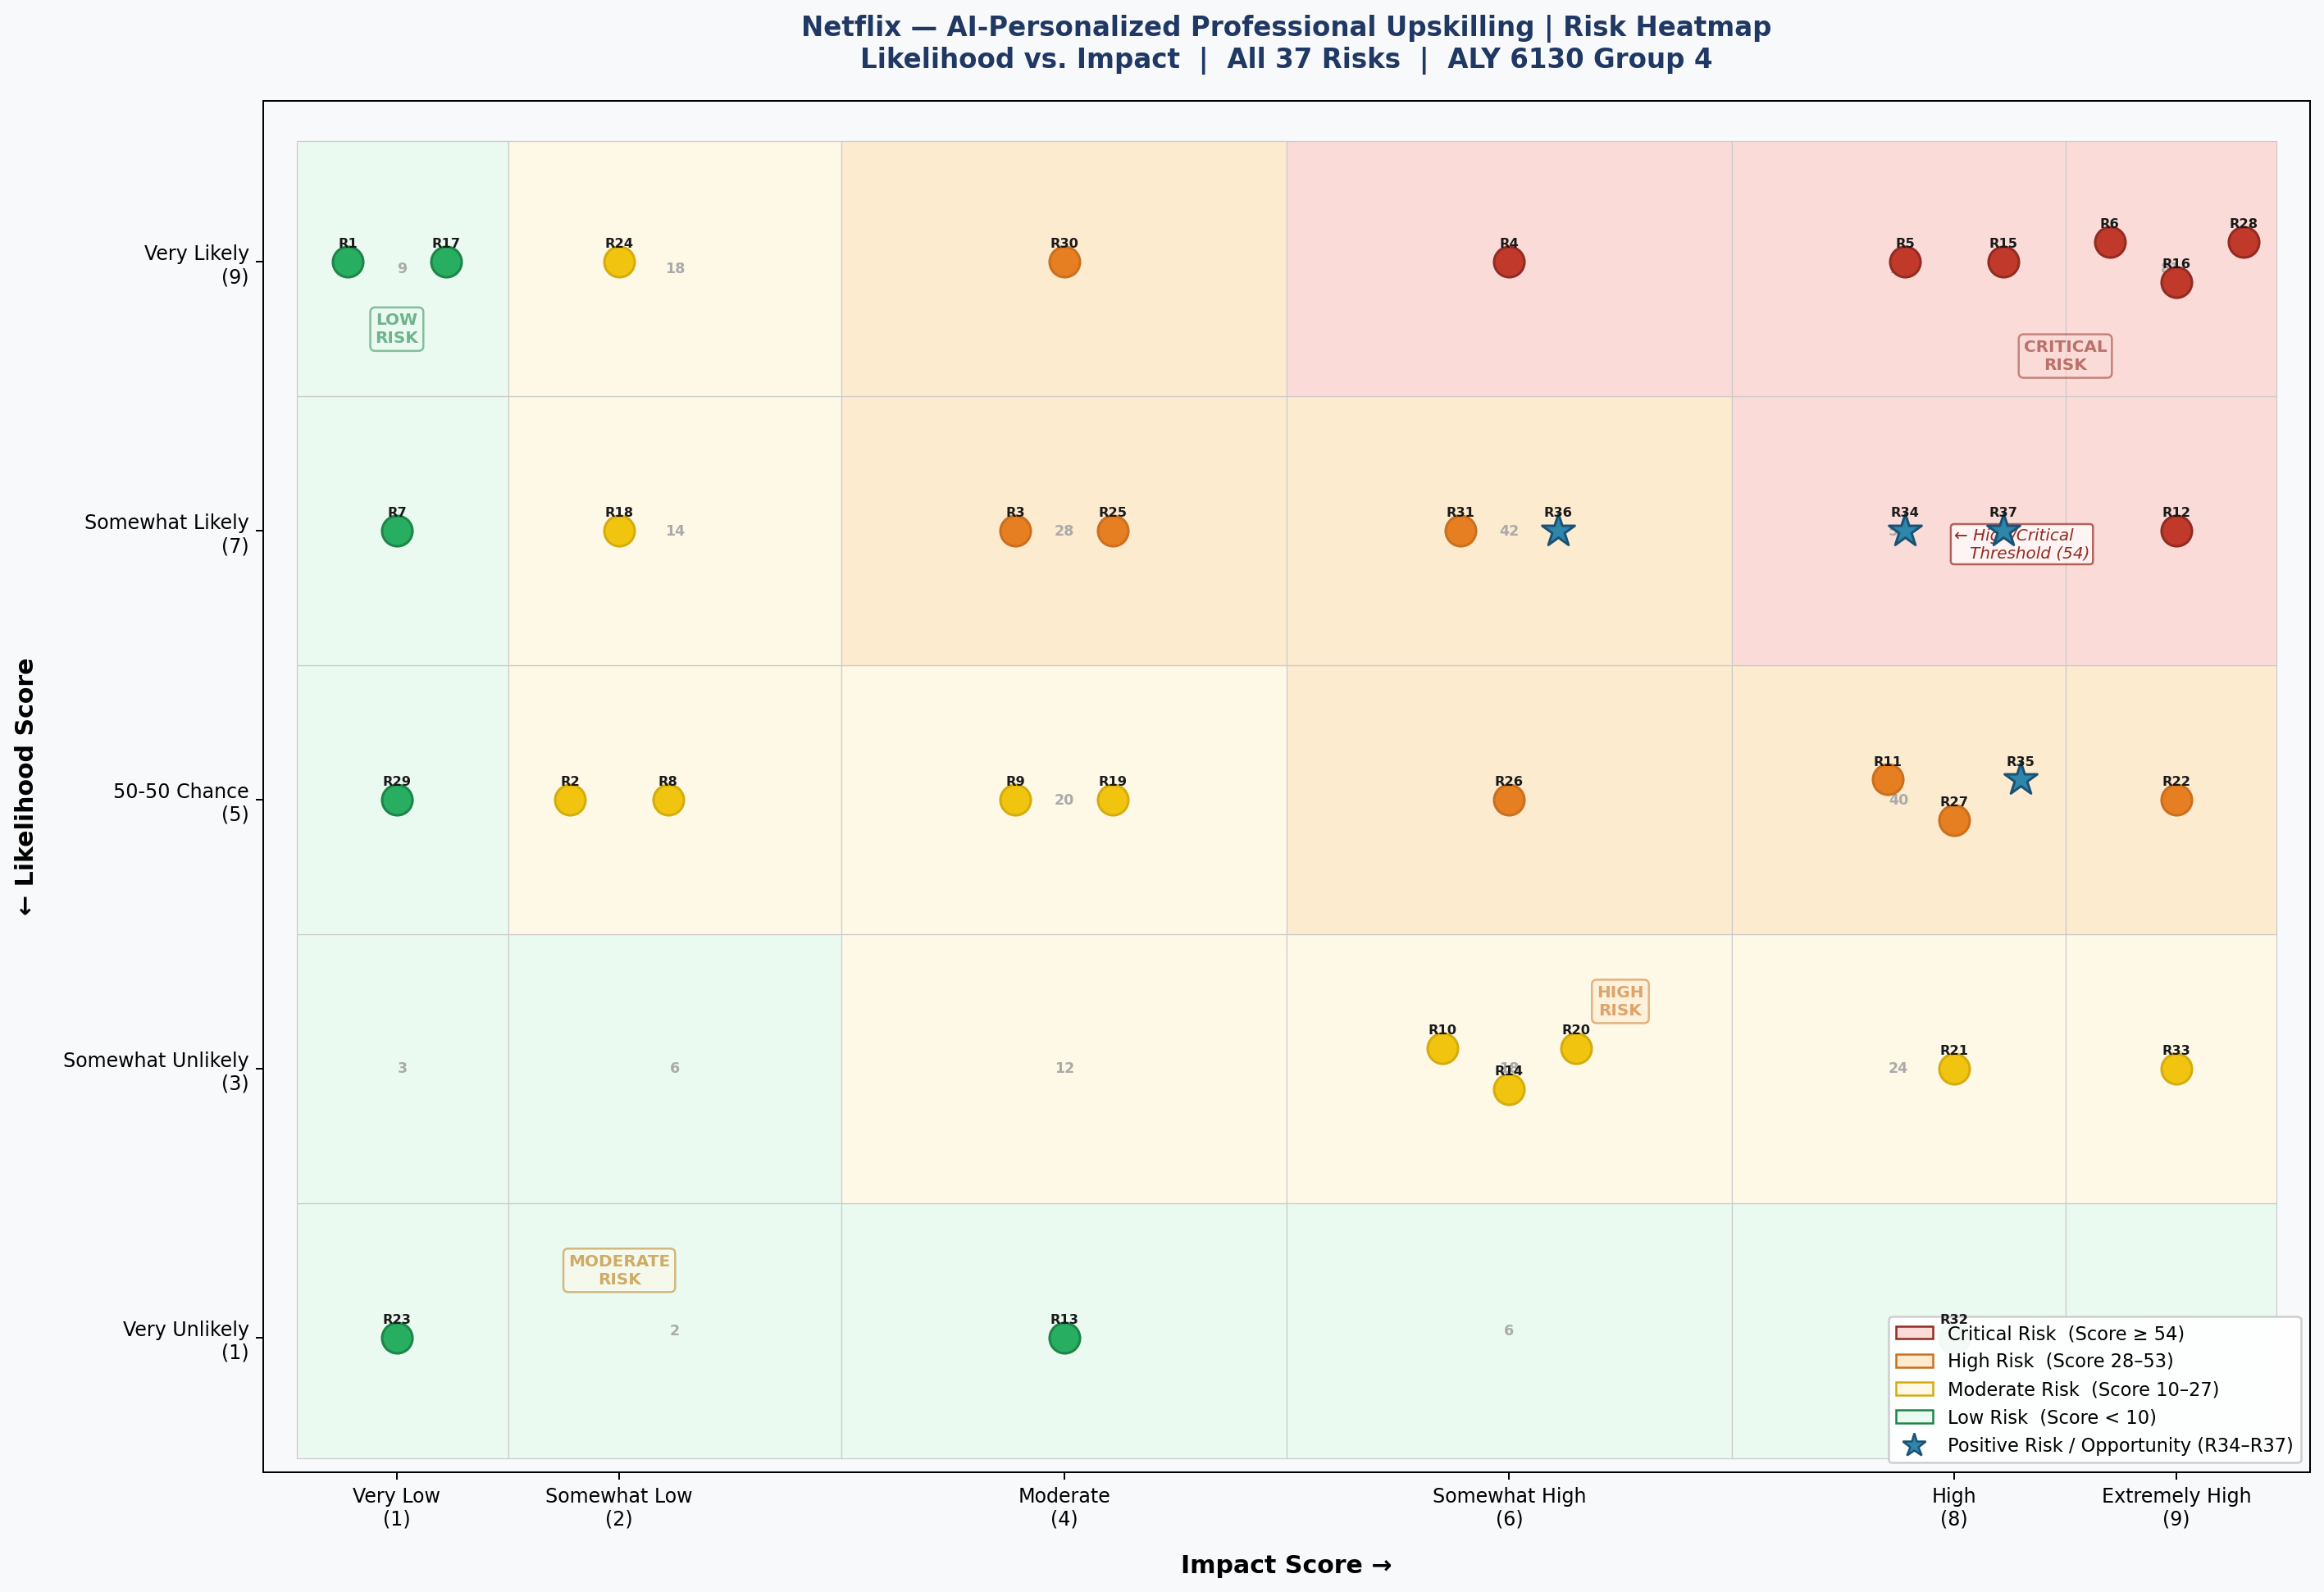 Netflix — AI-Personalized Professional Upskilling | Risk Heatmap
Likelihood vs. Impact | All 37 Risks | ALY 6130 Group 4
← Likelihood Score
Very Likely
(9)
R1
R17
9
R24
18
R30
R4
R5
R15
R6
R28
R16
LOW
RISK
CRITICAL
RISK
Somewhat Likely
(7)
R7
R18
14
R3
28
R25
R31
42
R36
R34
R37
R12
← High/Critical
Threshold (54)
50-50 Chance
(5)
R29
R2
R8
R9
20
R19
R26
R11
40
R27
R35
R22
Somewhat Unlikely
(3)
3
6
12
R10
R20
R14
HIGH
RISK
24
R21
R33
MODERATE
RISK
Very Unlikely
(1)
R23
2
R13
6
R32
Critical Risk (Score ≥ 54)
High Risk (Score 28–53)
Moderate Risk (Score 10–27)
Low Risk (Score < 10)
Positive Risk / Opportunity (R34–R37)
Very Low
(1)
Somewhat Low
(2)
Moderate
(4)
Somewhat High
(6)
High
(8)
Extremely High
(9)
Impact Score →